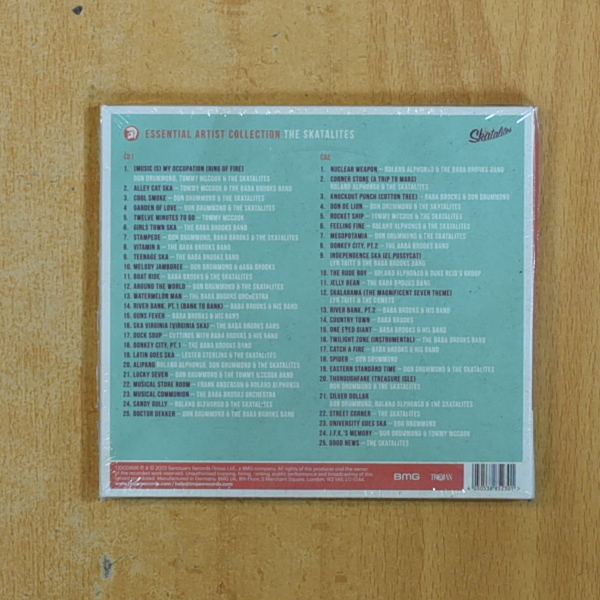 ESSENTIAL ARTIST COLLECTION THE SKATALITES
Skatalites
CD1
1. (MUSIC IS) MY OCCUPATION (RING OF FIRE)
DON DRUMMOND, TOMMY MCCOOK & THE SKATALITES
2. ALLEY CAT SKA – TOMMY MCCOOK & THE BABA BROOKS BAND
3. COOL SMOKE – DON DRUMMOND & THE SKATALITES
4. GARDEN OF LOVE – DON DRUMMOND & THE SKATALITES
5. TWELVE MINUTES TO GO – TOMMY MCCOOK
6. GIRLS TOWN SKA – THE BABA BROOKS BAND
7. STAMPEDE – DON DRUMMOND, BABA BROOKS & THE SKATALITES
8. VITAMIN A – THE BABA BROOKS BAND
9. TEENAGE SKA – THE BABA BROOKS BAND
10. MELODY JAMBOREE – DON DRUMMOND & BABA BROOKS
11. BOAT RIDE – BABA BROOKS & THE SKATALITES
12. AROUND THE WORLD – DON DRUMMOND & THE SKATALITES
13. WATERMELON MAN – THE BABA BROOKS ORCHESTRA
14. RIVER BANK, PT.1 (BANK TO BANK) – BABA BROOKS & HIS BAND
15. GUNS FEVER – BABA BROOKS & HIS BAND
16. SKA VIRGINIA (VIRGINIA SKA) – THE BABA BROOKS BAND
17. DUCK SOUP – CUTTINGS WITH BABA BROOKS & HIS BAND
18. DONKEY CITY, PT.1 – THE BABA BROOKS BAND
19. LATIN GOES SKA – LESTER STERLING & THE SKATALITES
20. ALIPANG ROLAND ALPHONSO, DON DRUMMOND & THE SKATALITES
21. LUCKY SEVEN – DON DRUMMOND & THE TOMMY MCCOOK BAND
22. MUSICAL STORE ROOM – FRANK ANDERSON & ROLAND ALPHONSO
23. MUSICAL COMMUNION – THE BABA BROOKS ORCHESTRA
24. SANDY GULLY – ROLAND ALPHONSO & THE SKATALITES
25. DOCTOR DEKKER – DON DRUMMOND & THE BABA BROOKS BAND
CD2
1. NUCLEAR WEAPON – ROLAND ALPHONSO & THE BABA BROOKS BAND
2. CORNER STONE (A TRIP TO MARS)
ROLAND ALPHONSO & THE SKATALITES
3. KNOCKOUT PUNCH (COTTON TREE) – BABA BROOKS & DON DRUMMOND
4. DON DE LION – DON DRUMMOND & THE SKATALITES
5. ROCKET SHIP – TOMMY MCCOOK & THE SKATALITES
6. FEELING FINE – ROLAND ALPHONSO & THE SKATALITES
7. MESOPOTAMIA – DON DRUMMOND & THE SKATALITES
8. DONKEY CITY, PT.2 – THE BABA BROOKS BAND
9. INDEPENDENCE SKA (EL PUSSYCAT)
LYN TAITT & THE BABA BROOKS BAND
10. THE RUDE BOY – ROLAND ALPHONSO & DUKE REID'S GROUP
11. JELLY BEAN – THE BABA BROOKS BAND
12. SKALARAMA (THE MAGNIFICENT SEVEN THEME)
LYN TAITT & THE COMETS
13. RIVER BANK, PT.2 – BABA BROOKS & HIS BAND
14. COUNTRY TOWN – BABA BROOKS
15. ONE EYED GIANT – BABA BROOKS & HIS BAND
16. TWILIGHT ZONE (INSTRUMENTAL) – THE BABA BROOKS BAND
17. CATCH A FIRE – BABA BROOKS & HIS BAND
18. SPIDER – DON DRUMMOND
19. EASTERN STANDARD TIME – DON DRUMMOND & THE SKATALITES
20. THOROUGHFARE (TREASURE ISLE)
DON DRUMMOND & THE SKATALITES
21. SILVER DOLLAR
DON DRUMMOND, ROLAND ALPHONSO & THE SKATALITES
22. STREET CORNER – THE SKATALITES
23. UNIVERSITY GOES SKA – DON DRUMMOND
24. J.F.K.'S MEMORY – DON DRUMMOND & TOMMY MCCOOK
25. GOOD NEWS – THE SKATALITES
BMG
TROJAN